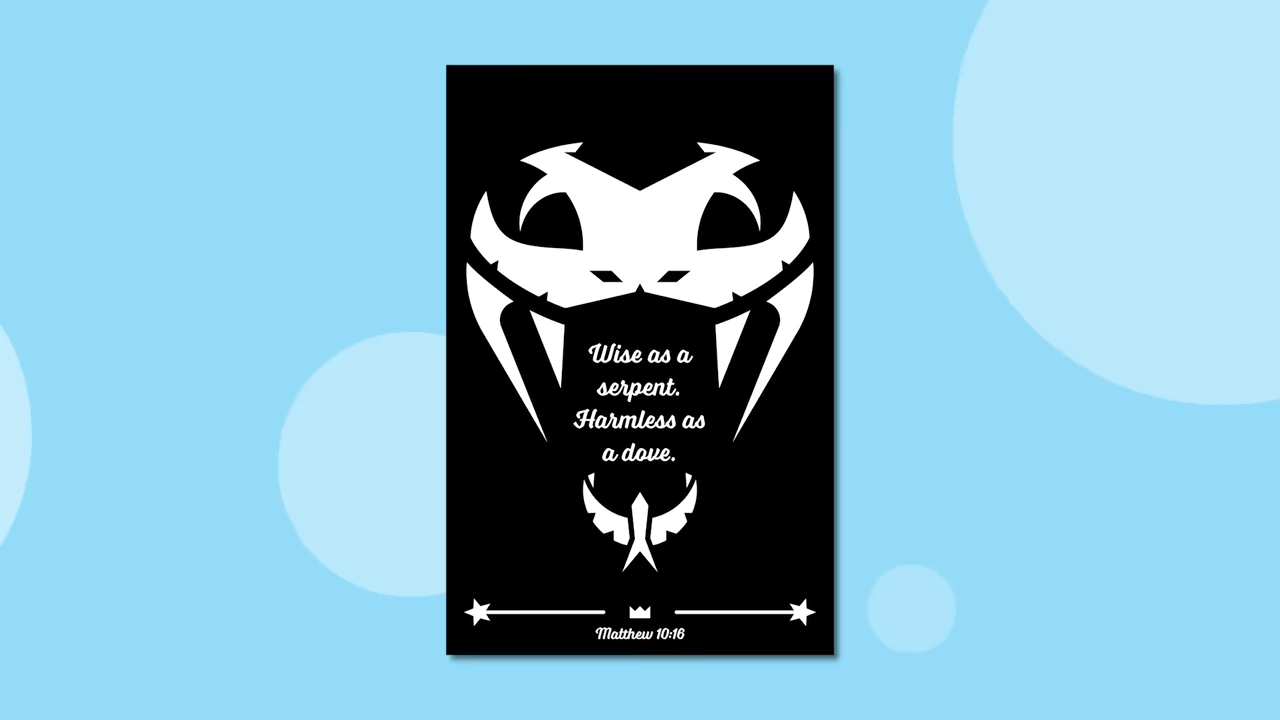 Wise as a
serpent.
Harmless as
a dove.
Matthew 10:16